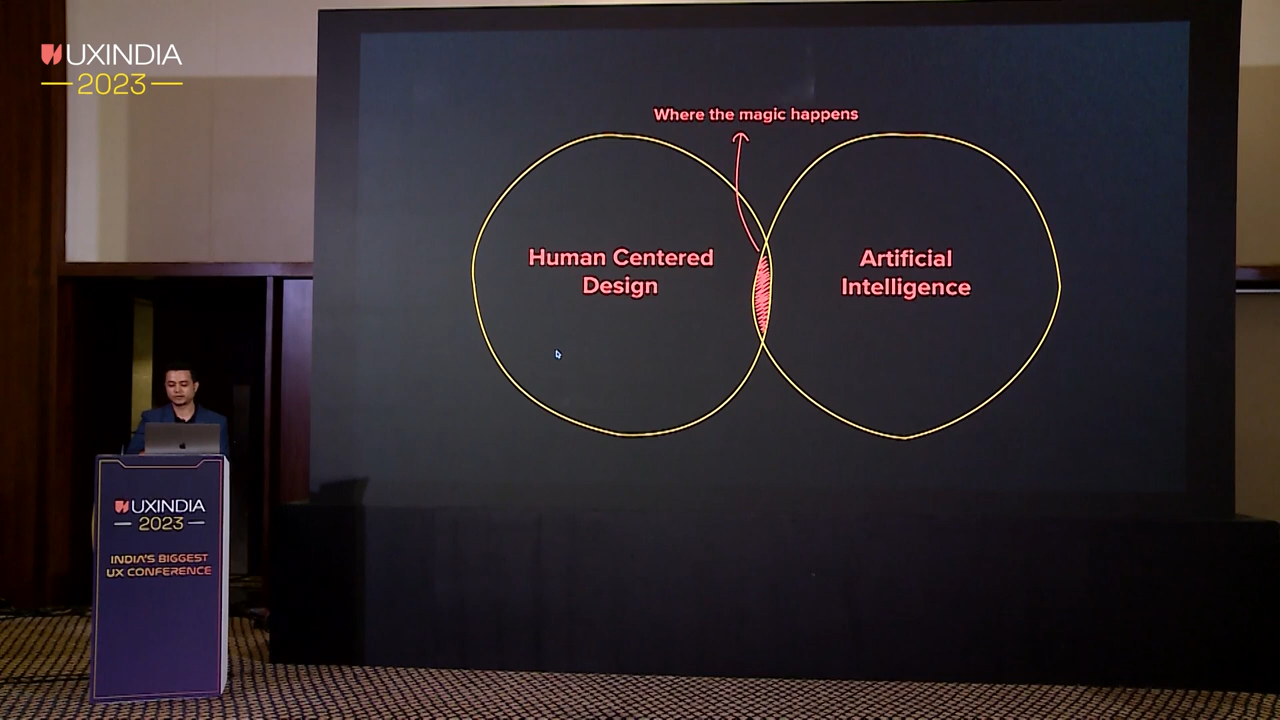 UXINDIA
2023
Where the magic happens
Human Centered
Design
Artificial
Intelligence
UXINDIA
2023
INDIA'S BIGGEST
UX CONFERENCE